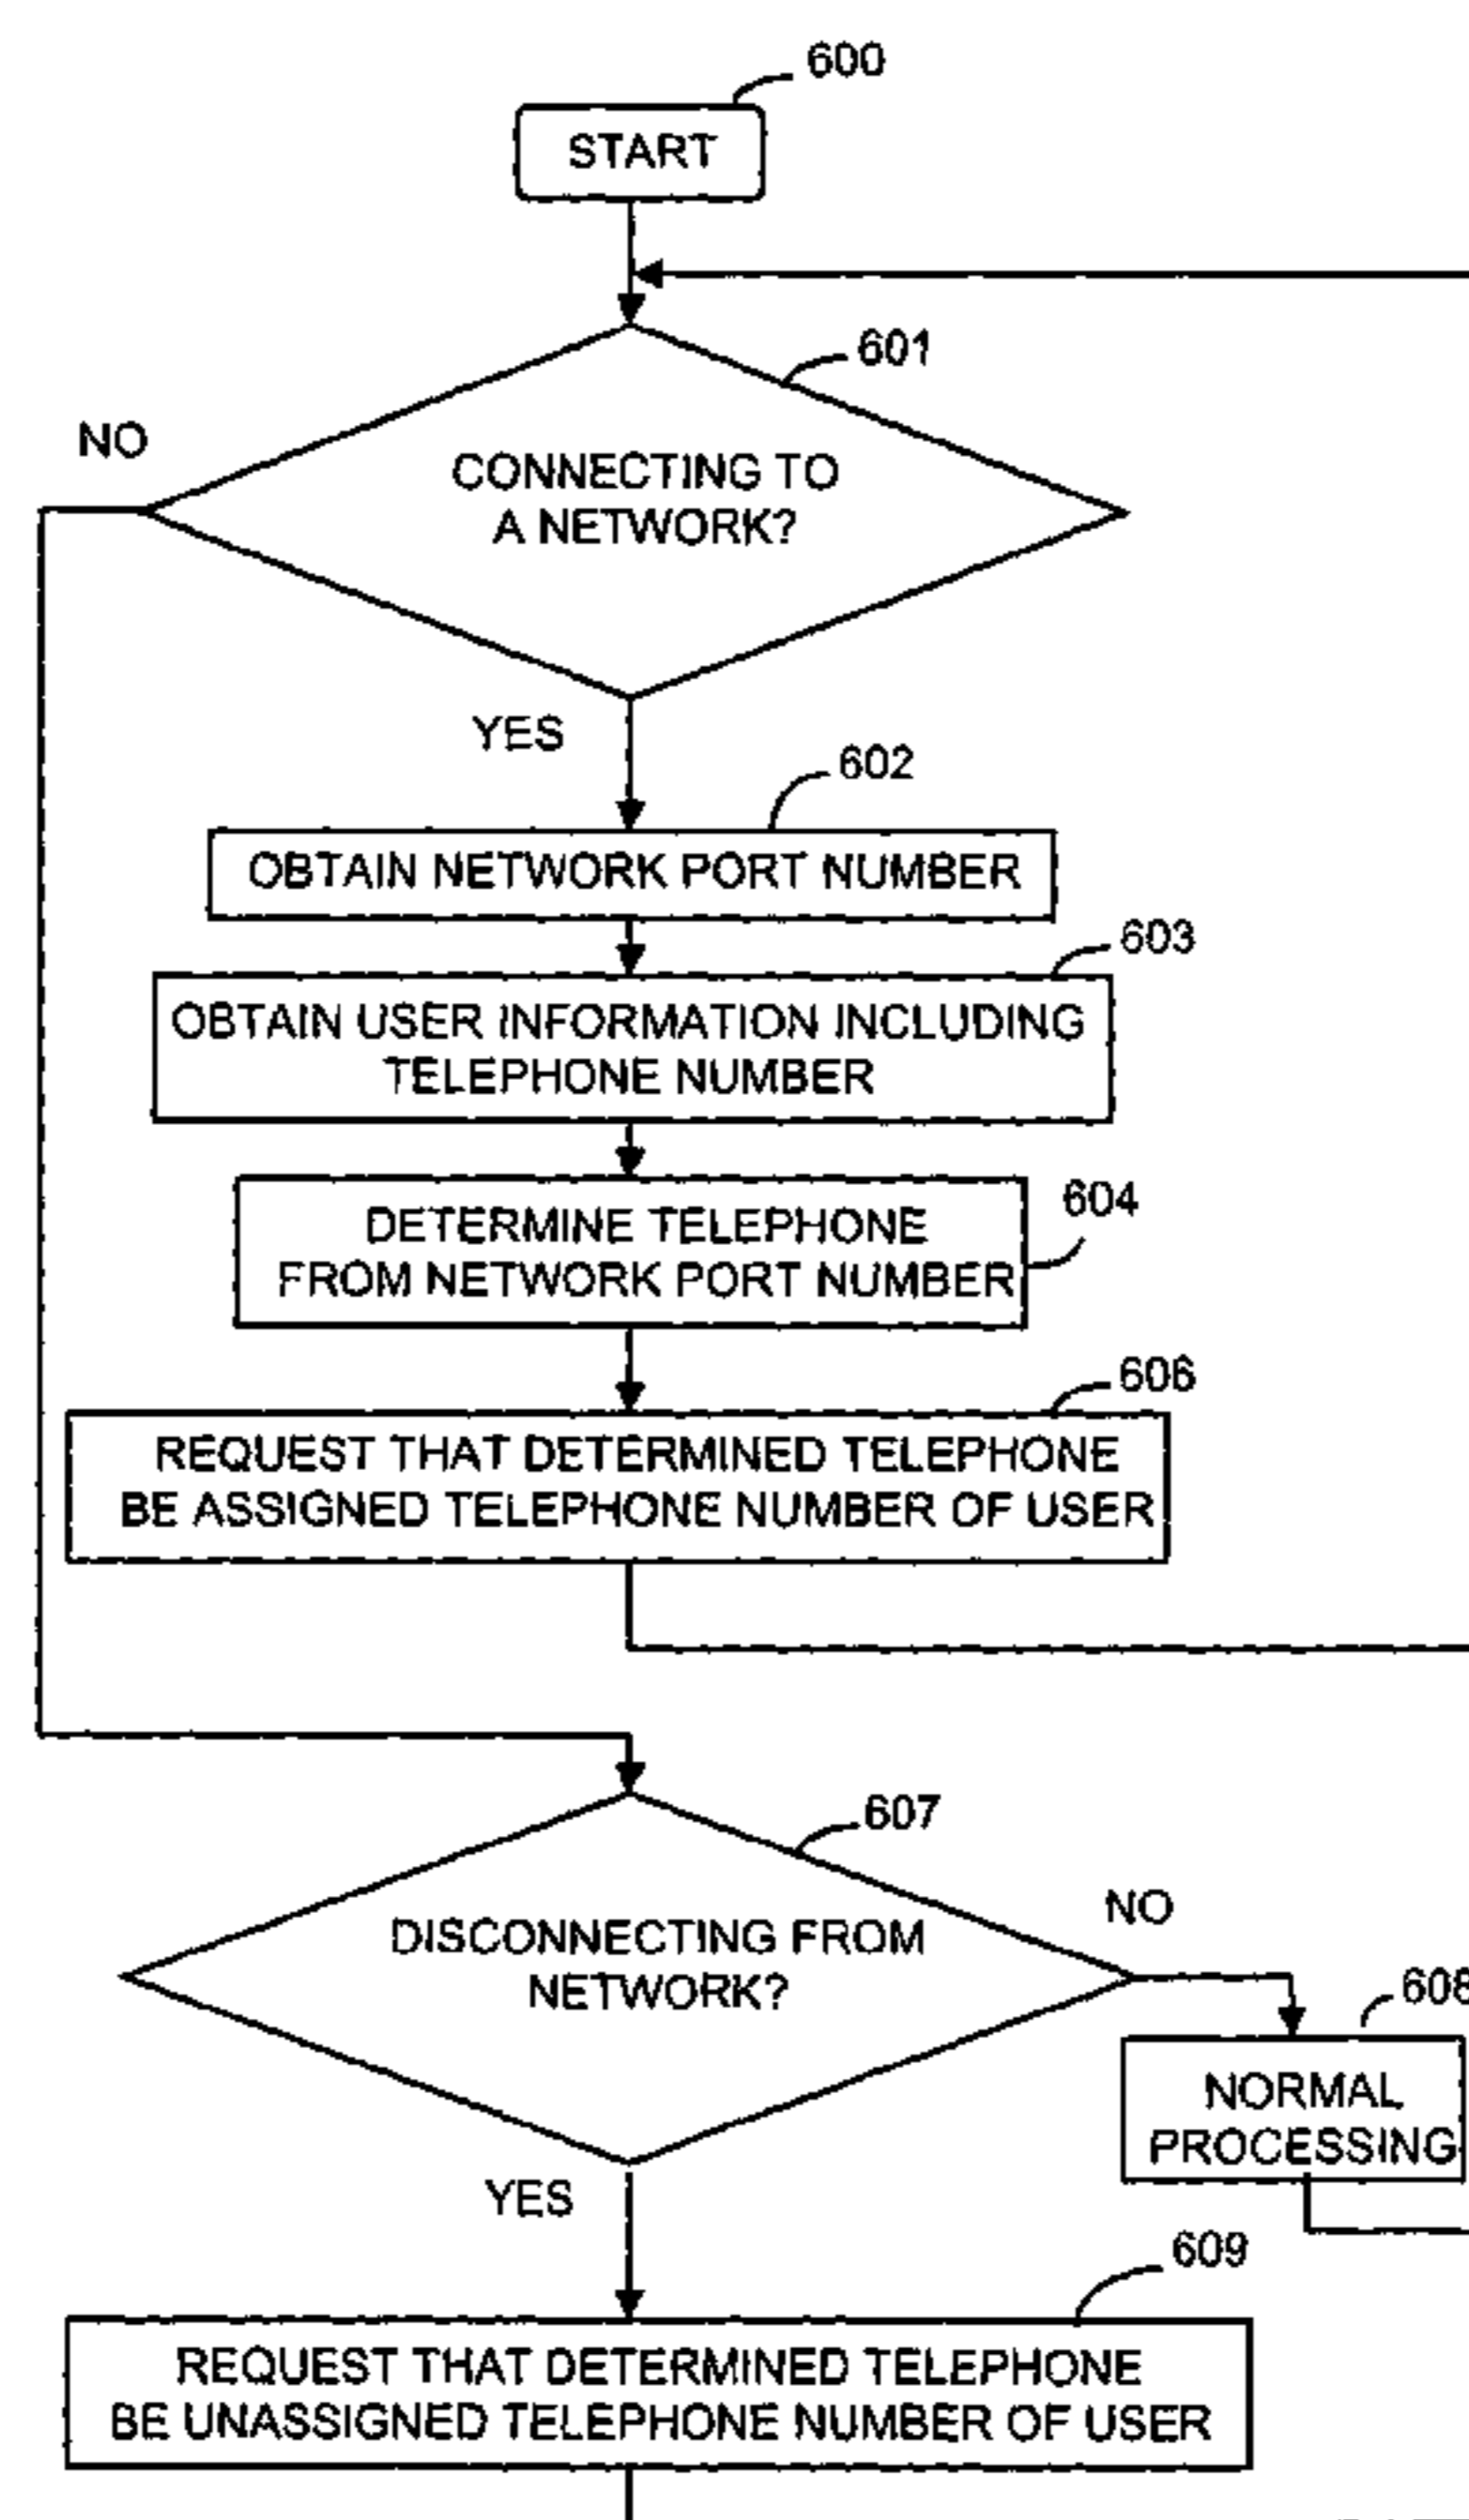 600
START
601
NO
CONNECTING TO
A NETWORK?
YES
602
OBTAIN NETWORK PORT NUMBER
603
OBTAIN USER INFORMATION INCLUDING
TELEPHONE NUMBER
604
DETERMINE TELEPHONE
FROM NETWORK PORT NUMBER
606
REQUEST THAT DETERMINED TELEPHONE
BE ASSIGNED TELEPHONE NUMBER OF USER
607
DISCONNECTING FROM
NETWORK?
NO
608
NORMAL
PROCESSING
YES
609
REQUEST THAT DETERMINED TELEPHONE
BE UNASSIGNED TELEPHONE NUMBER OF USER